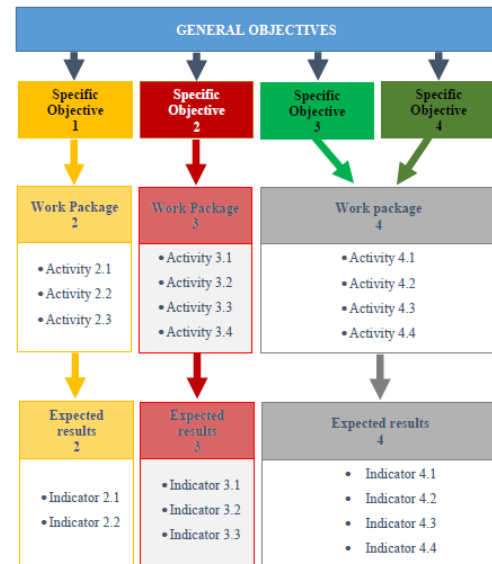 GENERAL OBJECTIVES
Specific
Objective
1
Specific
Objective
2
Specific
Objective
3
Specific
Objective
4
Work Package
2
• Activity 2.1
• Activity 2.2
• Activity 2.3
Work Package
3
• Activity 3.1
• Activity 3.2
• Activity 3.3
• Activity 3.4
Work package
4
• Activity 4.1
• Activity 4.2
• Activity 4.3
• Activity 4.4
Expected
results
2
• Indicator 2.1
• Indicator 2.2
Expected
results
3
• Indicator 3.1
• Indicator 3.2
• Indicator 3.3
Expected results
4
• Indicator 4.1
• Indicator 4.2
• Indicator 4.3
• Indicator 4.4